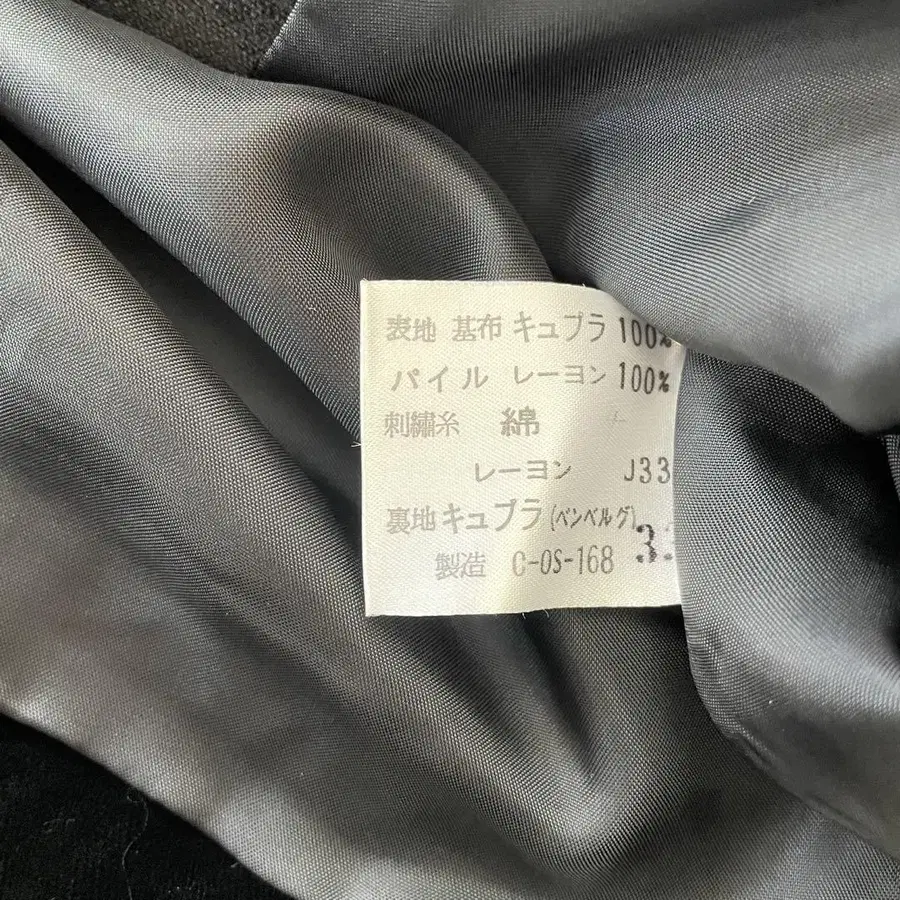 表地 基布 キュプラ 100%
パイル レーヨン 100%
刺繡糸 綿
レーヨン J33
裏地 キュプラ(ベンベルグ)
製造 C-OS-168